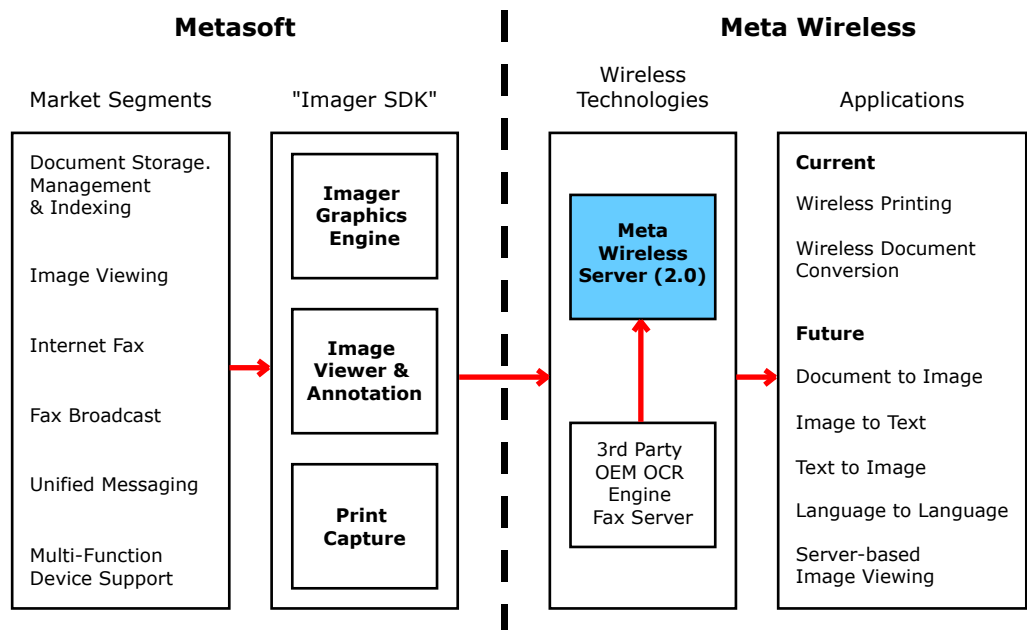 Metasoft
Meta Wireless
Market Segments
"Imager SDK"
Wireless
Technologies
Applications
Document Storage.
Management
& Indexing
Image Viewing
Internet Fax
Fax Broadcast
Unified Messaging
Multi-Function
Device Support
Imager
Graphics
Engine
Image
Viewer &
Annotation
Print
Capture
Meta
Wireless
Server (2.0)
3rd Party
OEM OCR
Engine
Fax Server
Current
Wireless Printing
Wireless Document
Conversion
Future
Document to Image
Image to Text
Text to Image
Language to Language
Server-based
Image Viewing